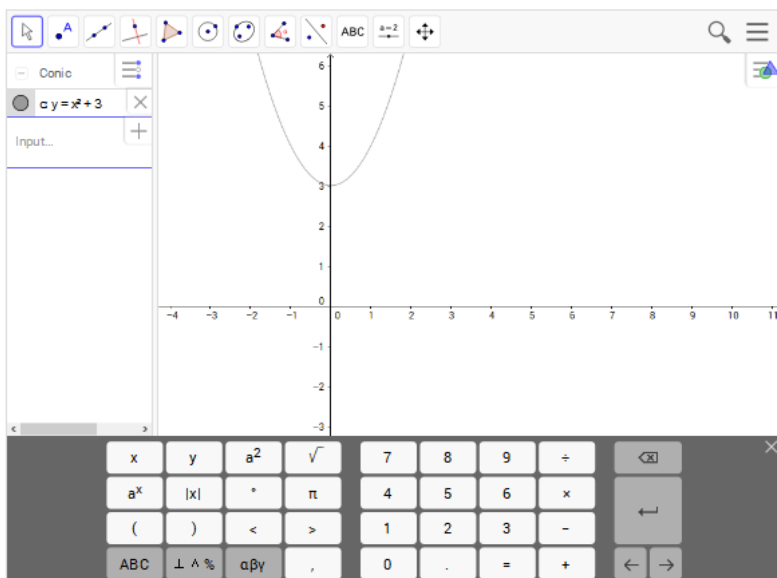 A α ABC a=2
Conic
c: y = x² + 3
Input...
6
5
4
3
2
1
0
-4 -3 -2 -1 0 1 2 3 4 5 6 7 8 9 10 11
-1
-2
-3
x y a² √ 7 8 9 ÷
aˣ |x| ° π 4 5 6 ×
( ) < > 1 2 3 −
ABC ⊥ ∧ % αβγ , 0 . = +